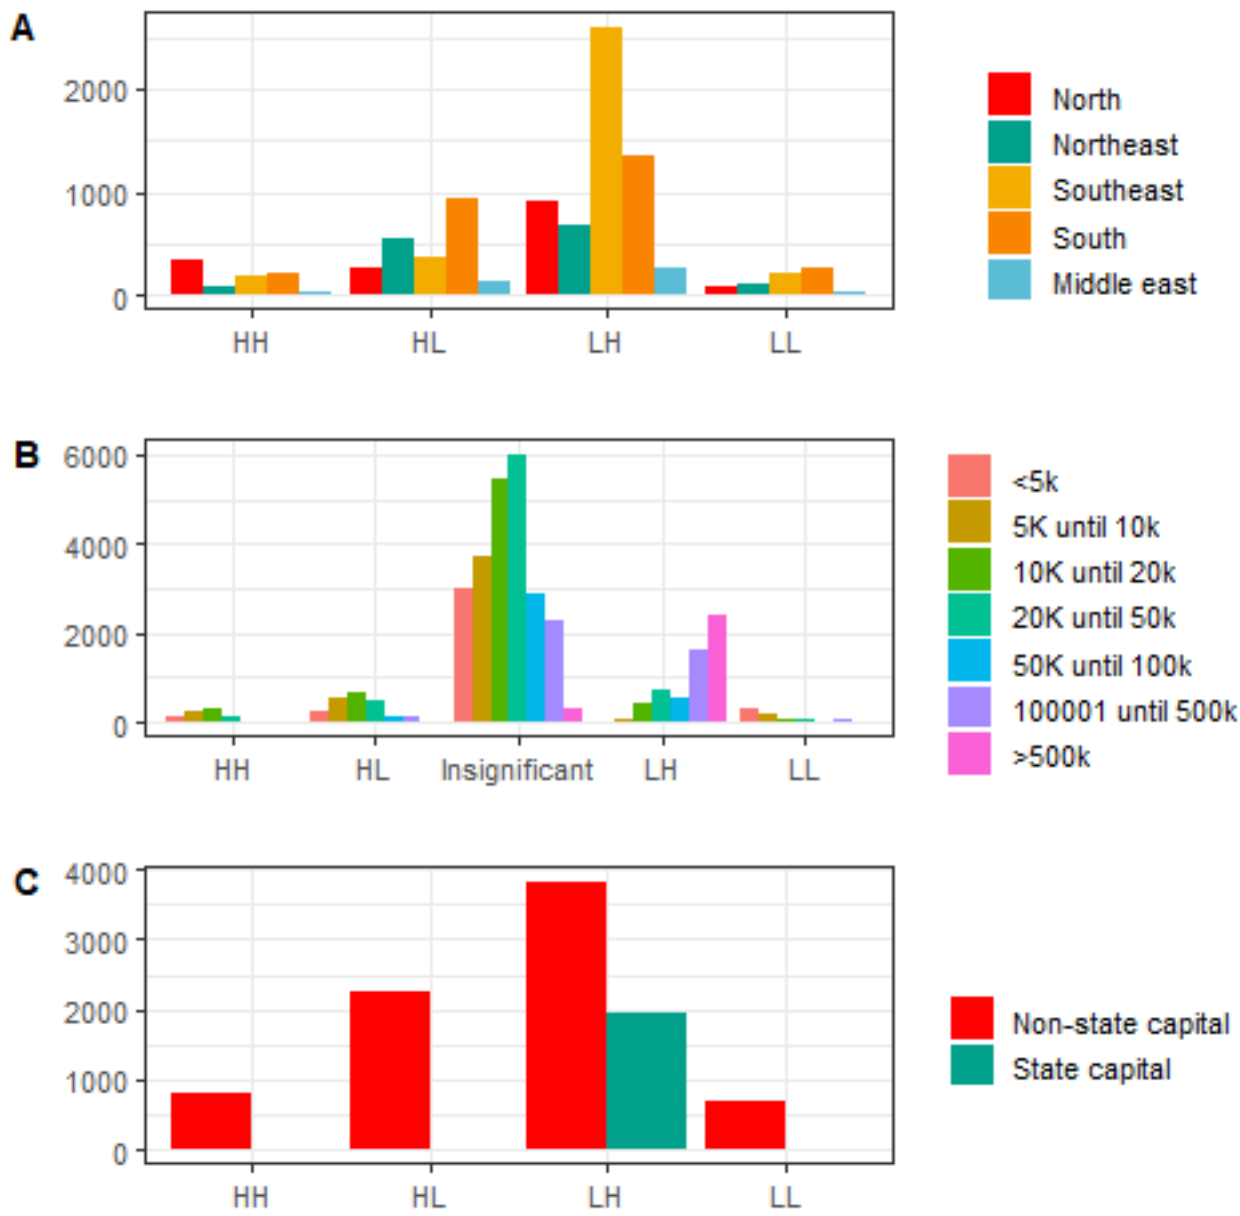 A
2000
1000
0
HH HL LH LL
North
Northeast
Southeast
South
Middle east
B
6000
4000
2000
0
HH HL Insignificant LH LL
<5k
5K until 10k
10K until 20k
20K until 50k
50K until 100k
100001 until 500k
>500k
C
4000
3000
2000
1000
0
HH HL LH LL
Non-state capital
State capital